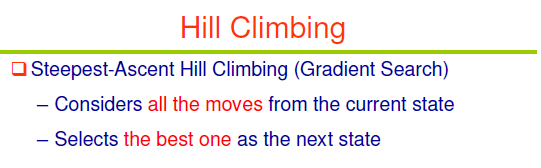 Hill Climbing
❑ Steepest-Ascent Hill Climbing (Gradient Search)
– Considers all the moves from the current state
– Selects the best one as the next state